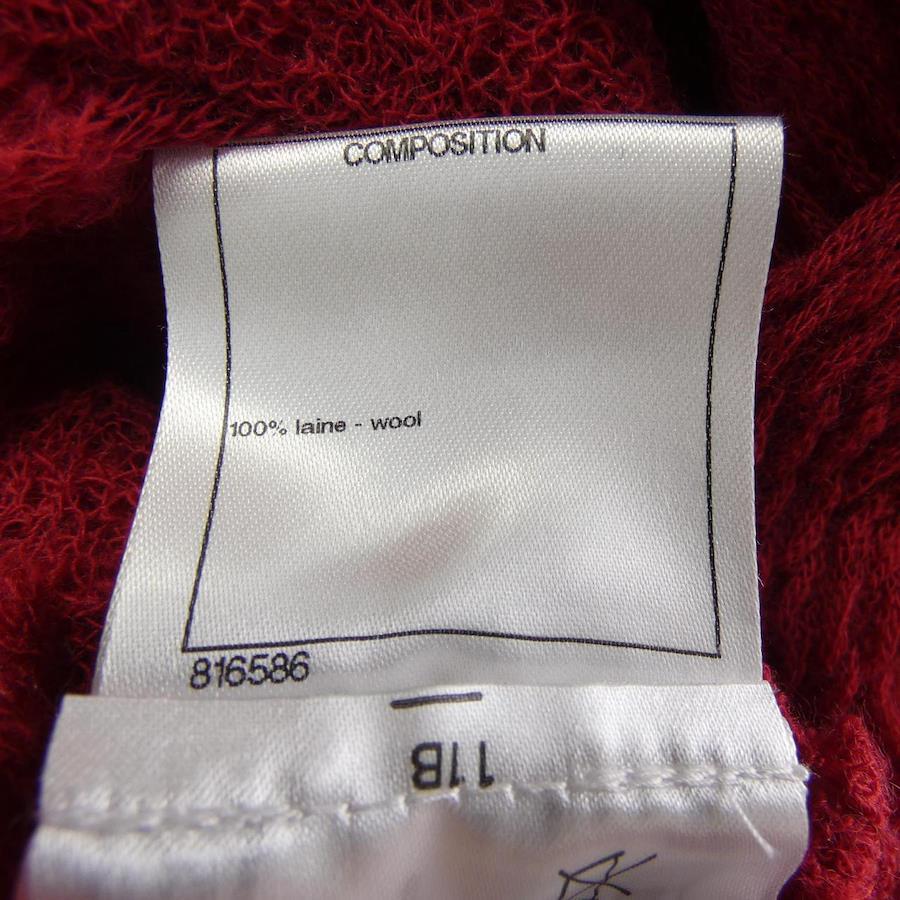 COMPOSITION
100% laine - wool
816586
11B